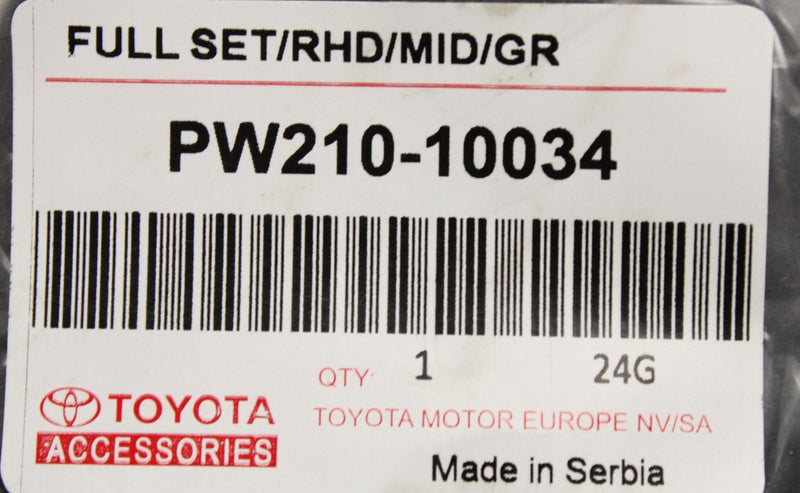 FULL SET/RHD/MID/GR
PW210-10034
QTY: 1 24G
TOYOTA
TOYOTA MOTOR EUROPE NV/SA
ACCESSORIES
Made in Serbia